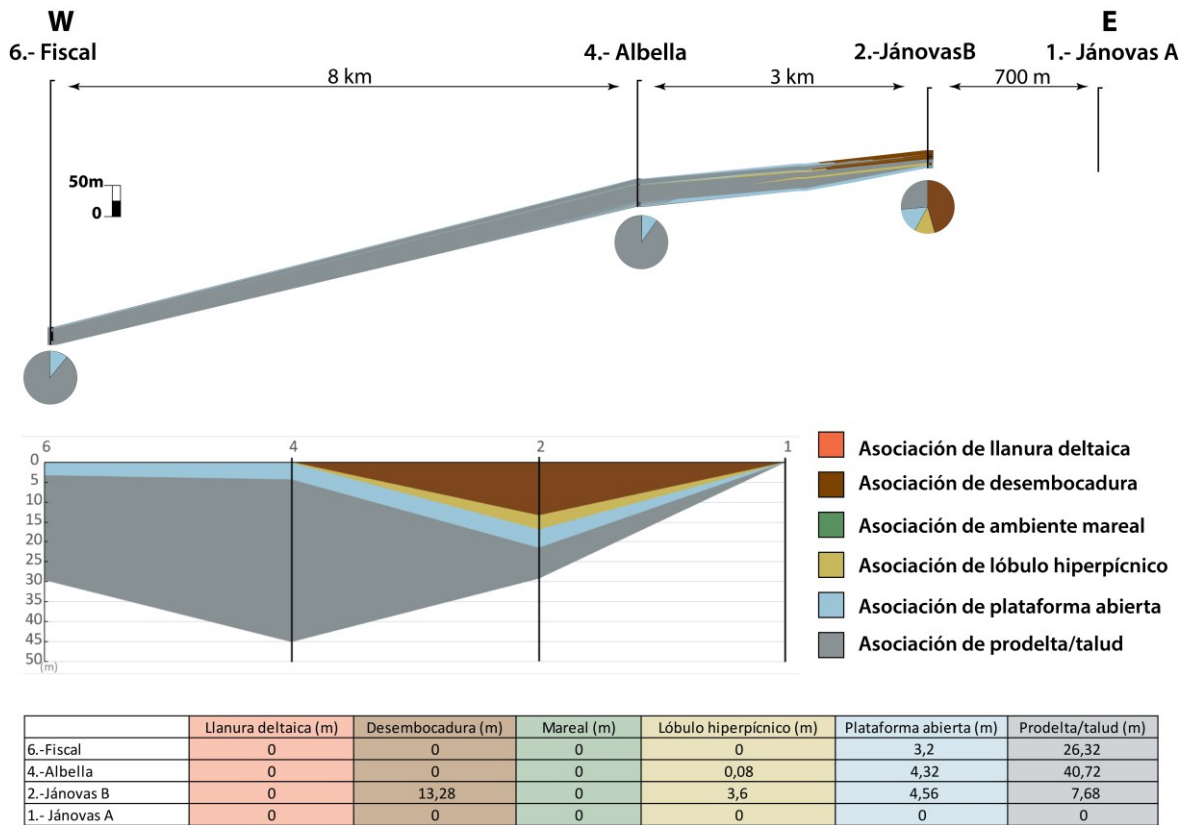 W E
6.- Fiscal 4.- Albella 2.-JánovasB 1.- Jánovas A
8 km 3 km 700 m
50m
0
6 4 2 1
0
5
10
15
20
25
30
35
40
45
50
(m)
Asociación de llanura deltaica
Asociación de desembocadura
Asociación de ambiente mareal
Asociación de lóbulo hiperpícnico
Asociación de plataforma abierta
Asociación de prodelta/talud
Llanura deltaica (m) Desembocadura (m) Mareal (m) Lóbulo hiperpícnico (m) Plataforma abierta (m) Prodelta/talud (m)
6.-Fiscal 0 0 0 0 3,2 26,32
4.-Albella 0 0 0 0,08 4,32 40,72
2.-Jánovas B 0 13,28 0 3,6 4,56 7,68
1.- Jánovas A 0 0 0 0 0 0